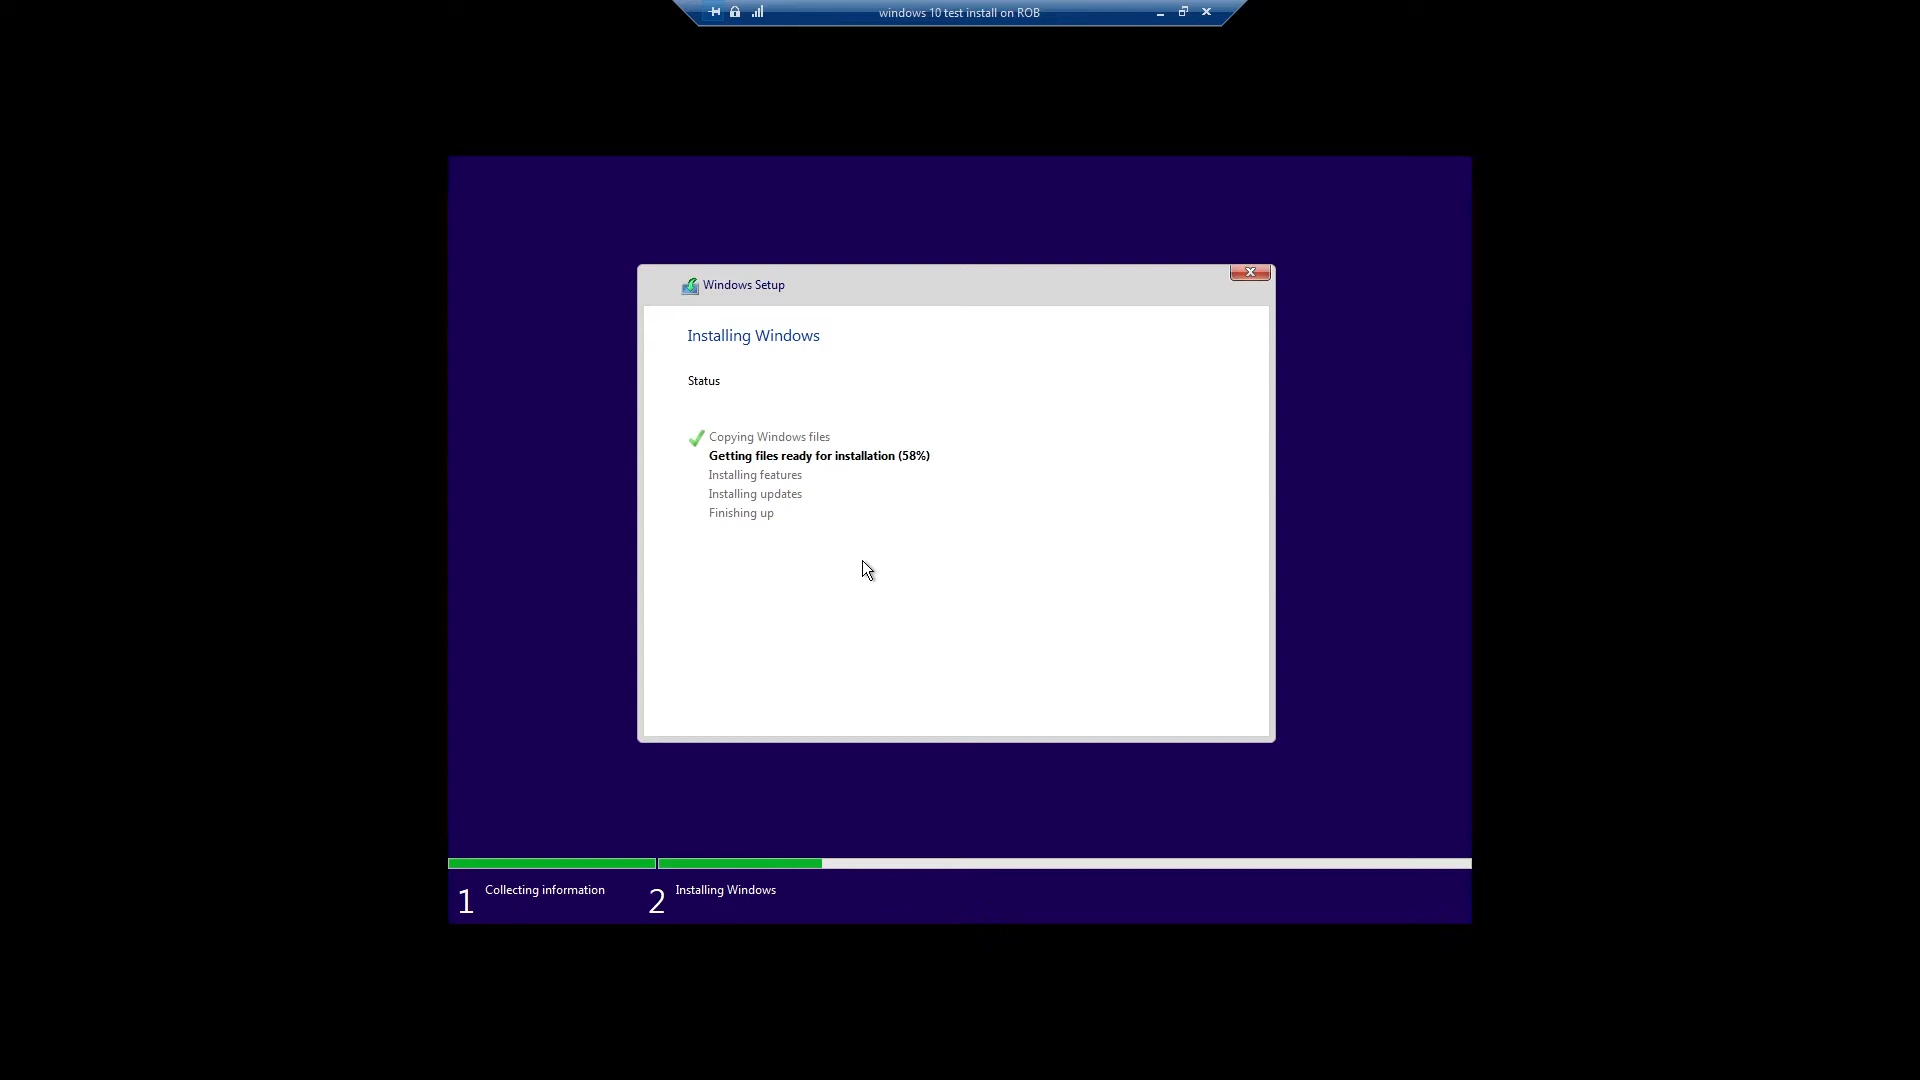 windows 10 test install on ROB
Windows Setup
Installing Windows
Status
Copying Windows files
Getting files ready for installation (58%)
Installing features
Installing updates
Finishing up
1 Collecting information
2 Installing Windows